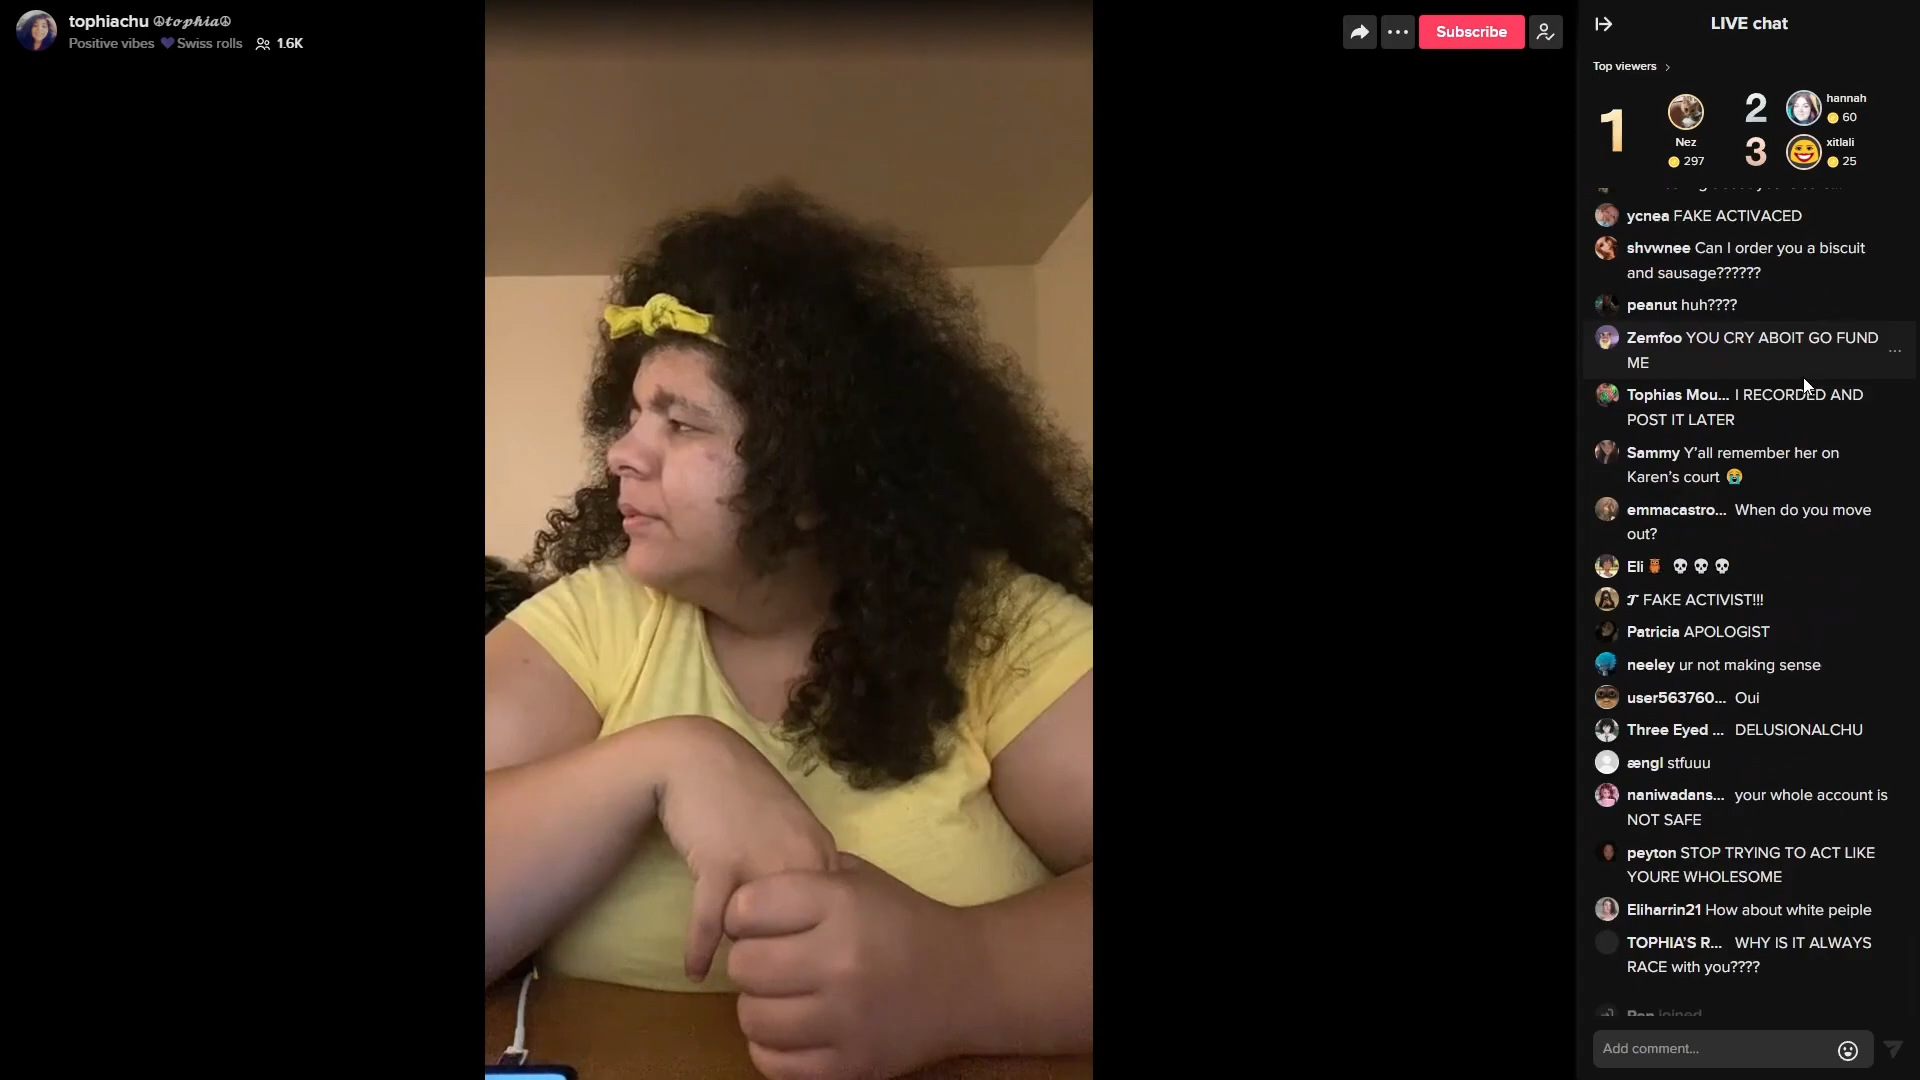 tophiachu ☮𝓽𝓸𝓹𝓱𝓲𝓪☮
Positive vibes 💜 Swiss rolls 1.6K
Subscribe
LIVE chat
Top viewers >
1
Nez
297
2
hannah
60
3
xitlali
25
ycnea FAKE ACTIVACED
shvwnee Can I order you a biscuit
and sausage??????
peanut huh????
Zemfoo YOU CRY ABOIT GO FUND
ME
Tophias Mou... I RECORDED AND
POST IT LATER
Sammy Y'all remember her on
Karen's court 😭
emmacastro... When do you move
out?
Eli🦉 💀💀💀
𝓣 FAKE ACTIVIST!!!
Patricia APOLOGIST
neeley ur not making sense
user563760... Oui
Three Eyed ... DELUSIONALCHU
ængl stfuuu
naniwadans... your whole account is
NOT SAFE
peyton STOP TRYING TO ACT LIKE
YOURE WHOLESOME
Eliharrin21 How about white peiple
TOPHIA'S R... WHY IS IT ALWAYS
RACE with you????
joined
Add comment...